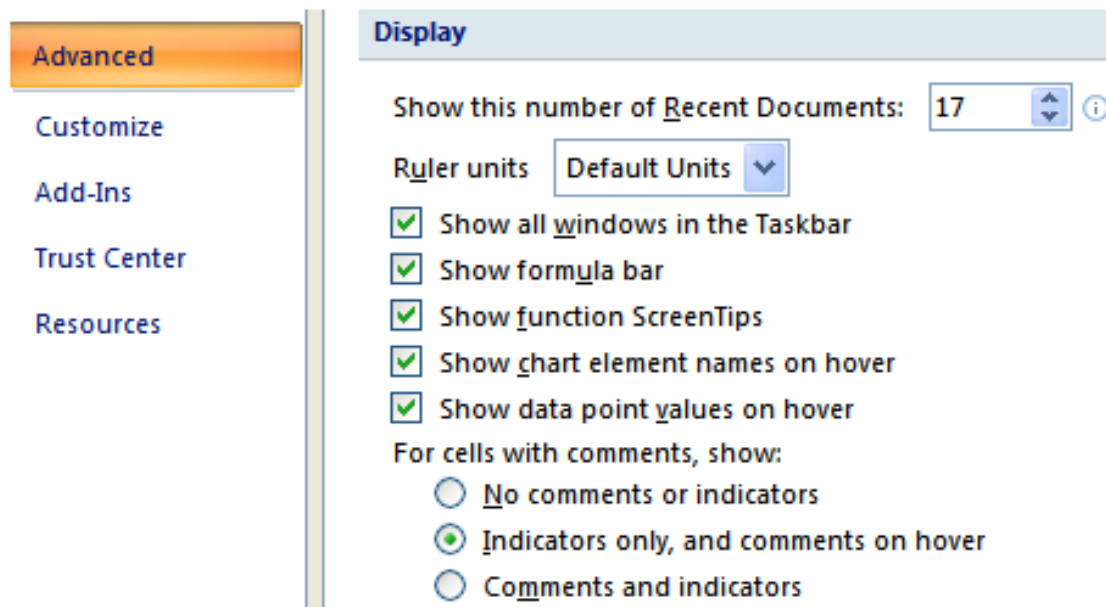 Advanced
Customize
Add-Ins
Trust Center
Resources
Display
Show this number of Recent Documents: 17
Ruler units Default Units
Show all windows in the Taskbar
Show formula bar
Show function ScreenTips
Show chart element names on hover
Show data point values on hover
For cells with comments, show:
No comments or indicators
Indicators only, and comments on hover
Comments and indicators